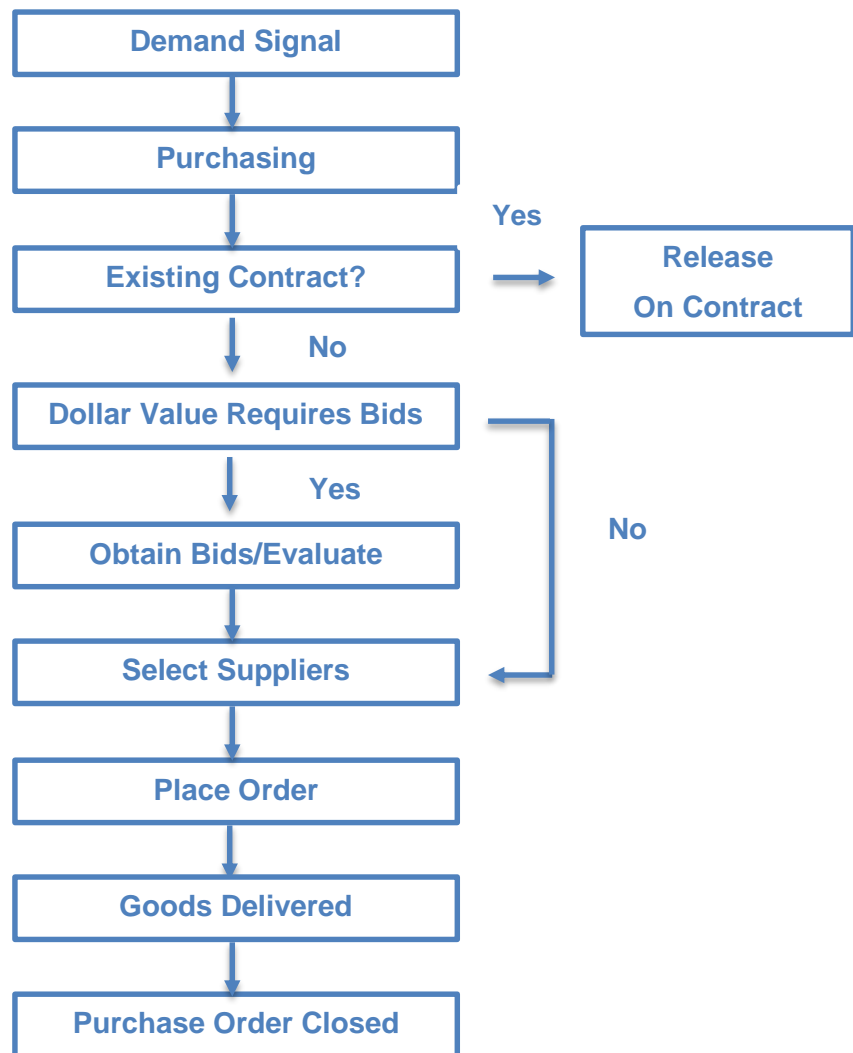 Demand Signal
Purchasing
Yes
Existing Contract?
Release
On Contract
No
Dollar Value Requires Bids
Yes
No
Obtain Bids/Evaluate
Select Suppliers
Place Order
Goods Delivered
Purchase Order Closed